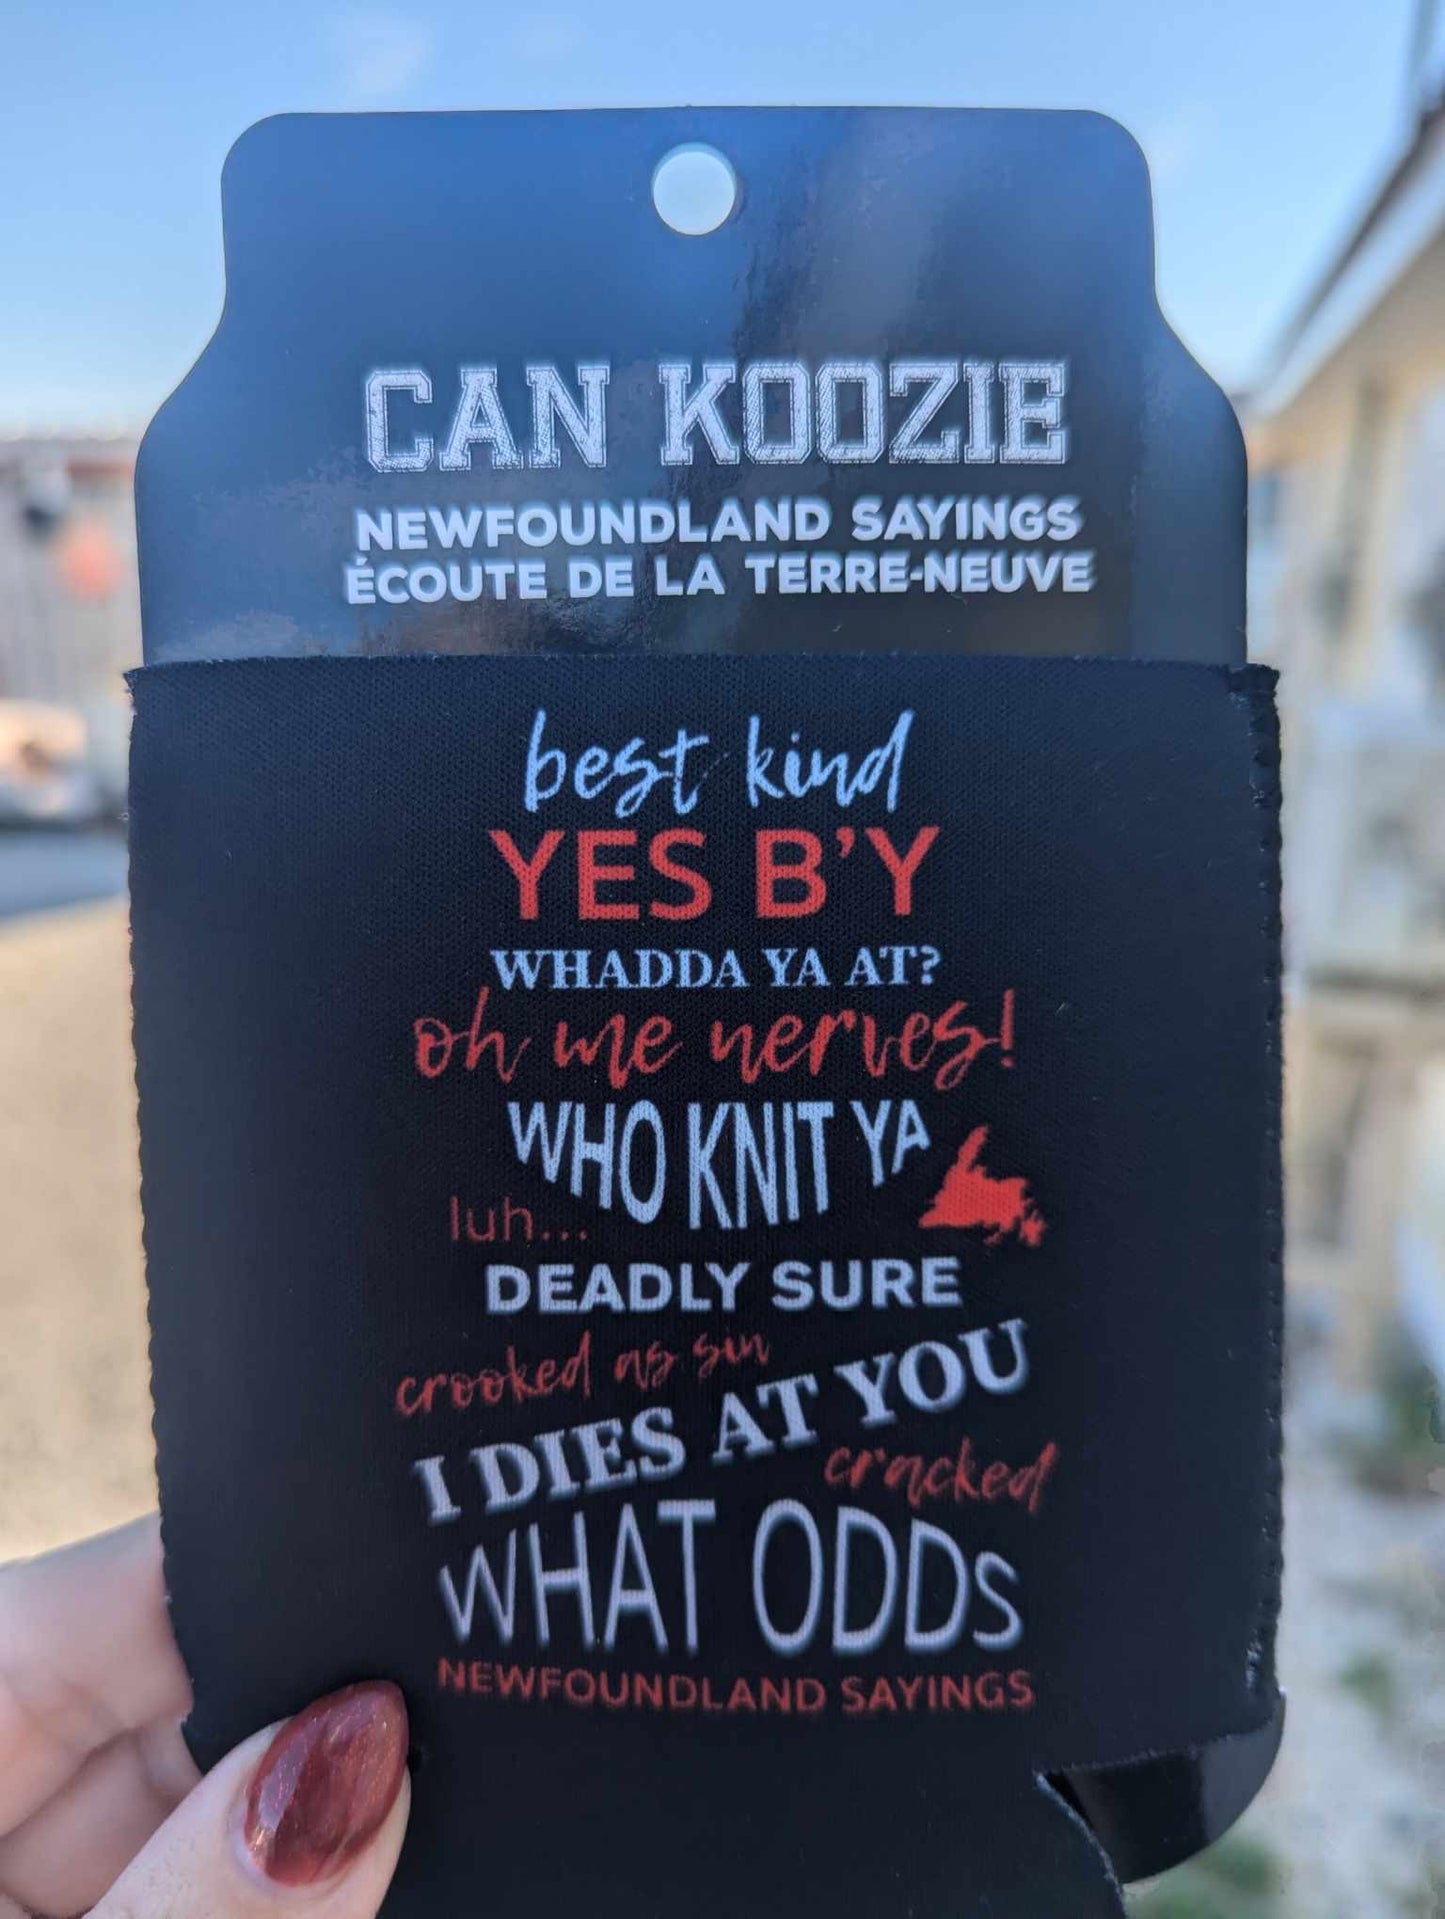 CAN KOOZIE
NEWFOUNDLAND SAYINGS
ÉCOUTE DE LA TERRE-NEUVE
best kind
YES B'Y
WHADDA YA AT?
oh me nerves!
WHO KNIT YA
luh...
DEADLY SURE
crooked as sin
I DIES AT YOU
cracked
WHAT ODDS
NEWFOUNDLAND SAYINGS